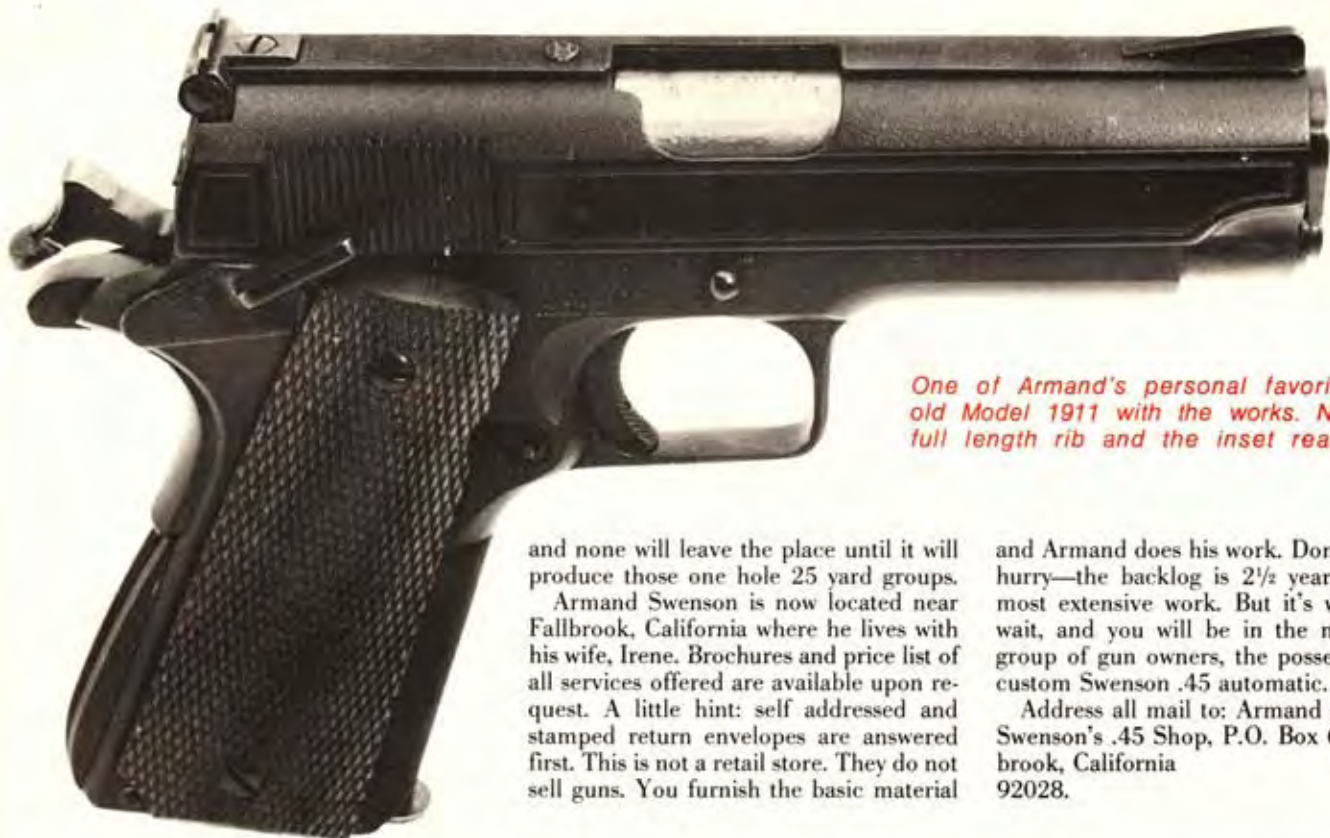 One of Armand's personal favori
old Model 1911 with the works. N
full length rib and the inset rea
and none will leave the place until it will
produce those one hole 25 yard groups.
Armand Swenson is now located near
Fallbrook, California where he lives with
his wife, Irene. Brochures and price list of
all services offered are available upon re-
quest. A little hint: self addressed and
stamped return envelopes are answered
first. This is not a retail store. They do not
sell guns. You furnish the basic material
and Armand does his work. Don
hurry—the backlog is 2½ year
most extensive work. But it's w
wait, and you will be in the
group of gun owners, the posse
custom Swenson .45 automatic.
Address all mail to: Armand
Swenson's .45 Shop, P.O. Box
brook, California
92028.